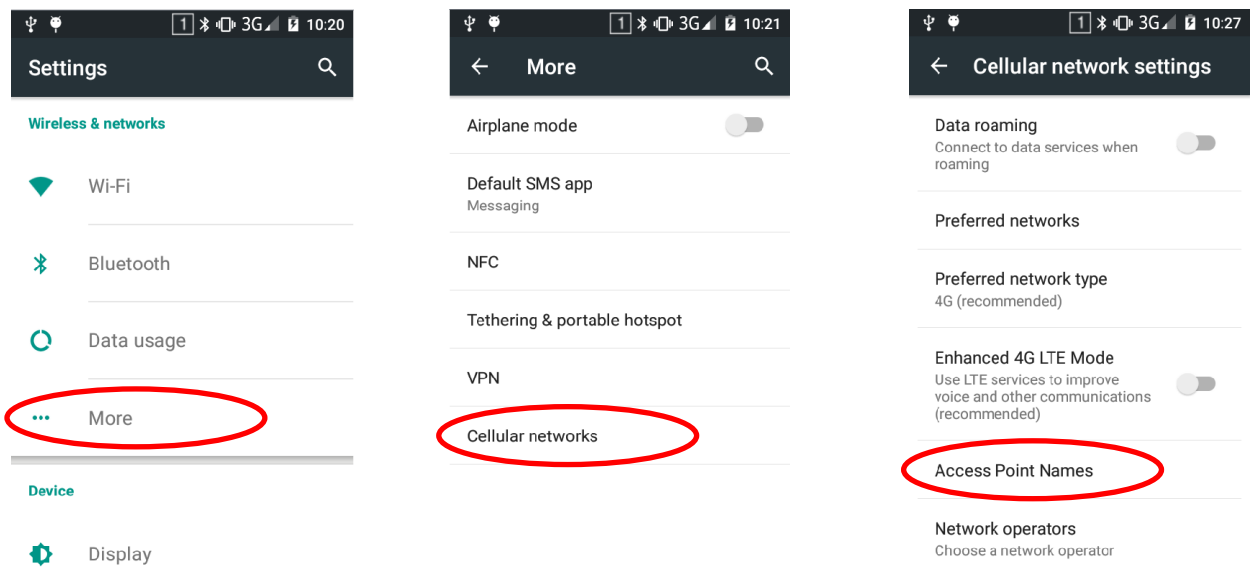 1 3G 10:20
Settings
Wireless & networks
Wi-Fi
Bluetooth
Data usage
More
Device
Display
1 3G 10:21
More
Airplane mode
Default SMS app
Messaging
NFC
Tethering & portable hotspot
VPN
Cellular networks
1 3G 10:27
Cellular network settings
Data roaming
Connect to data services when
roaming
Preferred networks
Preferred network type
4G (recommended)
Enhanced 4G LTE Mode
Use LTE services to improve
voice and other communications
(recommended)
Access Point Names
Network operators
Choose a network operator